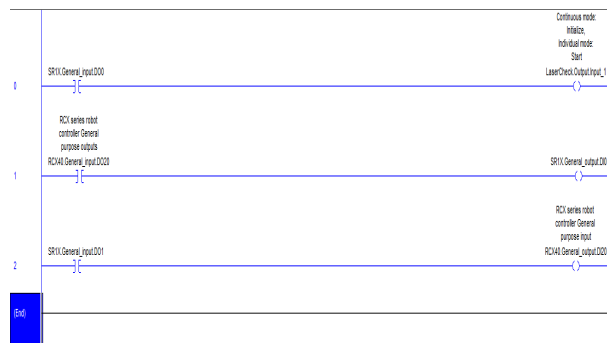 Continuous mode:
Initialize,
Individual mode:
Start
SR1X.General_input.DO0
LaserCheck.Output.Input_1
0
RCX series robot
controller General
purpose outputs
RCX40.General_input.DO20
SR1X.General_output.DI0
1
RCX series robot
controller General
purpose input
SR1X.General_input.DO1
RCX40.General_output.DI20
2
(End)